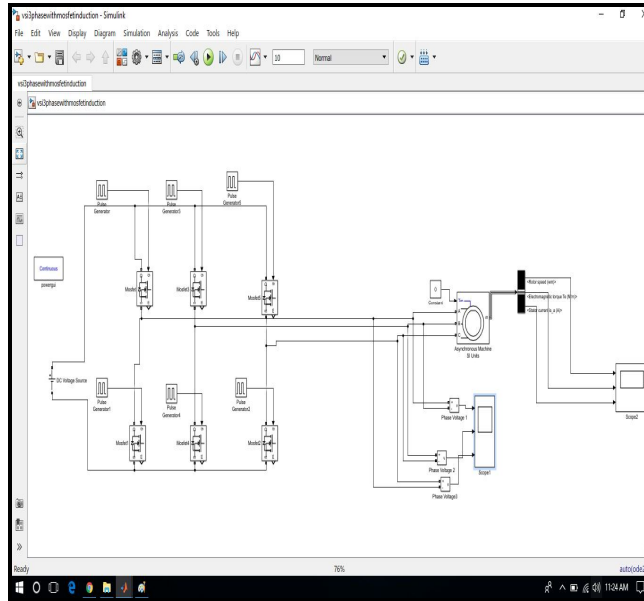 vsi3phasewithmosfetinduction - Simulink
File Edit View Display Diagram Simulation Analysis Code Tools Help
10
Normal
vsi3phasewithmosfetinduction
vsi3phasewithmosfetinduction
Continuous
powergui
Pulse
Generator
Pulse
Generator3
Pulse
Generator5
Mosfet
Mosfet3
DC Voltage Source
Pulse
Generator1
Pulse
Generator4
Pulse
Generator2
Mosfet1
Mosfet4
Mosfet2
0
Constant
Tm
A
B
C
m
Asynchronous Machine
SI Units
<Rotor speed (wm)>
<Electromagnetic torque Te (N*m)>
<Stator current is_a (A)>
Scope2
Phase Voltage 1
Phase Voltage 2
Phase Voltage3
Scope1
Ready
76%
auto(ode2
11:24 AM